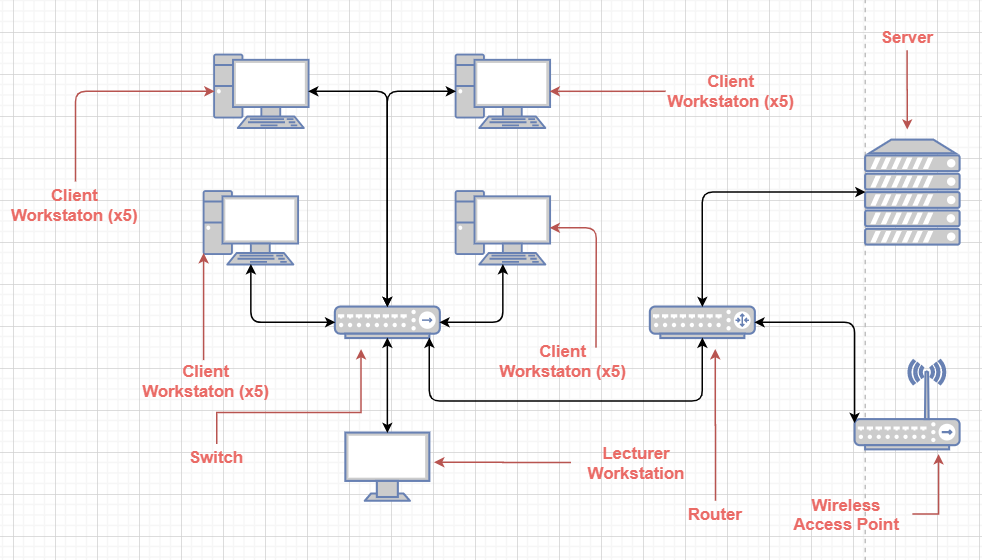 Server
Client
Workstaton (x5)
Client
Workstaton (x5)
Client
Workstaton (x5)
Client
Workstaton (x5)
Switch
Lecturer
Workstation
Router
Wireless
Access Point